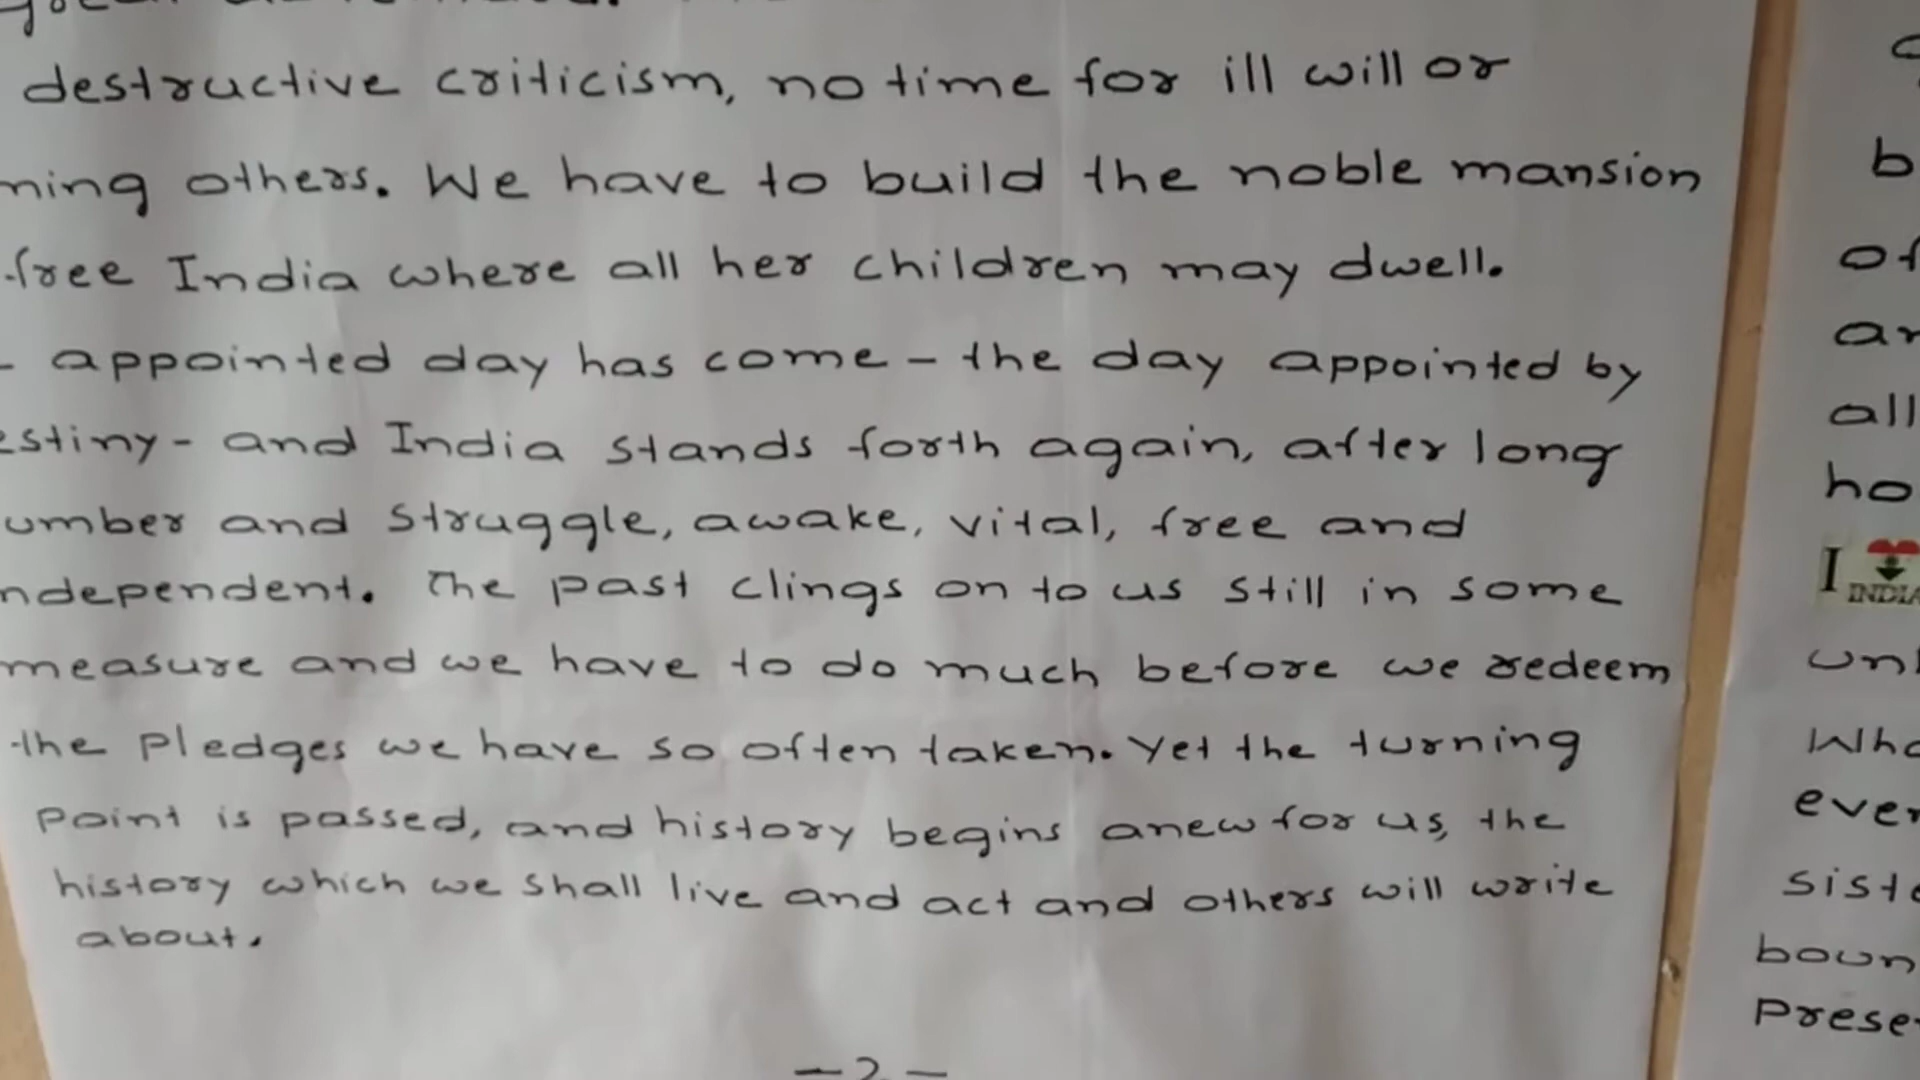 destructive criticism, no time for ill will or
ning others. We have to build the noble mansion
free India where all her children may dwell.
appointed day has come - the day appointed by
estiny - and India stands forth again, after long
umber and struggle, awake, vital, free and
ndependent. The past clings on to us still in some
measure and we have to do much before we redeem
the pledges we have so often taken. Yet the turning
point is passed, and history begins anew for us, the
history which we shall live and act and others will write
about.
- 2 -
b
of
all
ho
I
INDIA
Who
ever
boun
Prese